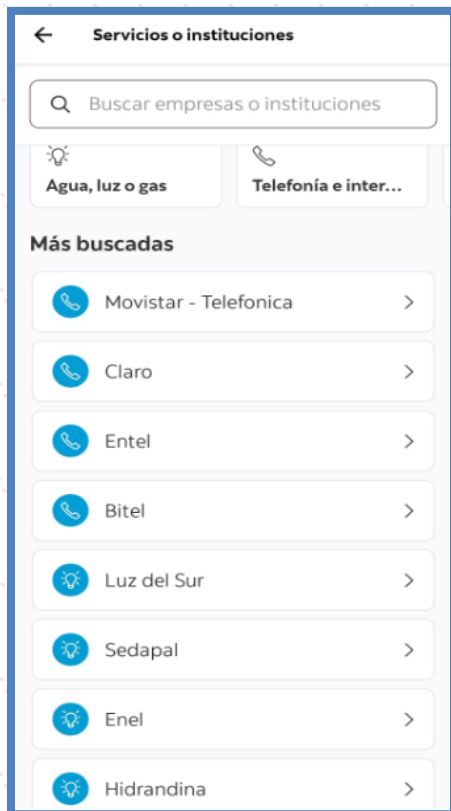 Servicios o instituciones
Buscar empresas o instituciones
Agua, luz o gas
Telefonía e inter...
Más buscadas
Movistar - Telefonica
Claro
Entel
Bitel
Luz del Sur
Sedapal
Enel
Hidrandina